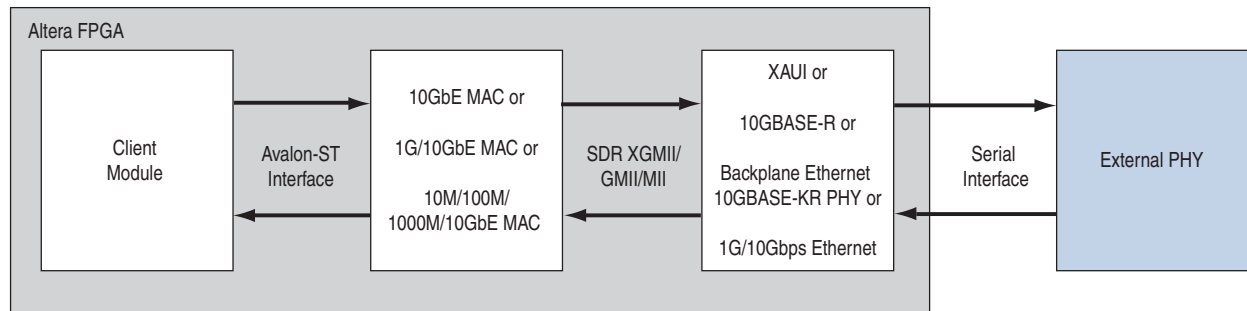 Altera FPGA
Client
Module
Avalon-ST
Interface
10GbE MAC or
1G/10GbE MAC or
10M/100M/
1000M/10GbE MAC
SDR XGMII/
GMII/MII
XAUI or
10GBASE-R or
Backplane Ethernet
10GBASE-KR PHY or
1G/10Gbps Ethernet
Serial
Interface
External PHY